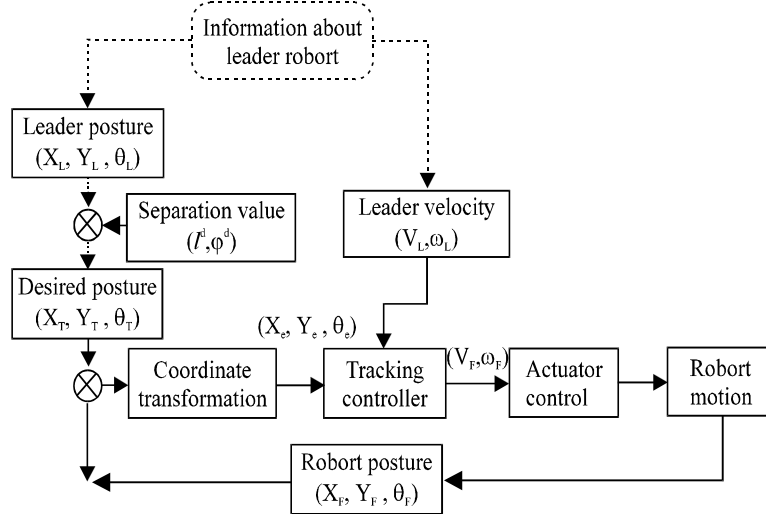 Information about
leader robort
Leader posture
(X_L, Y_L , θ_L)
Separation value
(l^d,φ^d)
Leader velocity
(V_L,ω_L)
Desired posture
(X_T, Y_T , θ_T)
(X_e, Y_e , θ_e)
(V_F,ω_F)
Coordinate
transformation
Tracking
controller
Actuator
control
Robort
motion
Robort posture
(X_F, Y_F , θ_F)